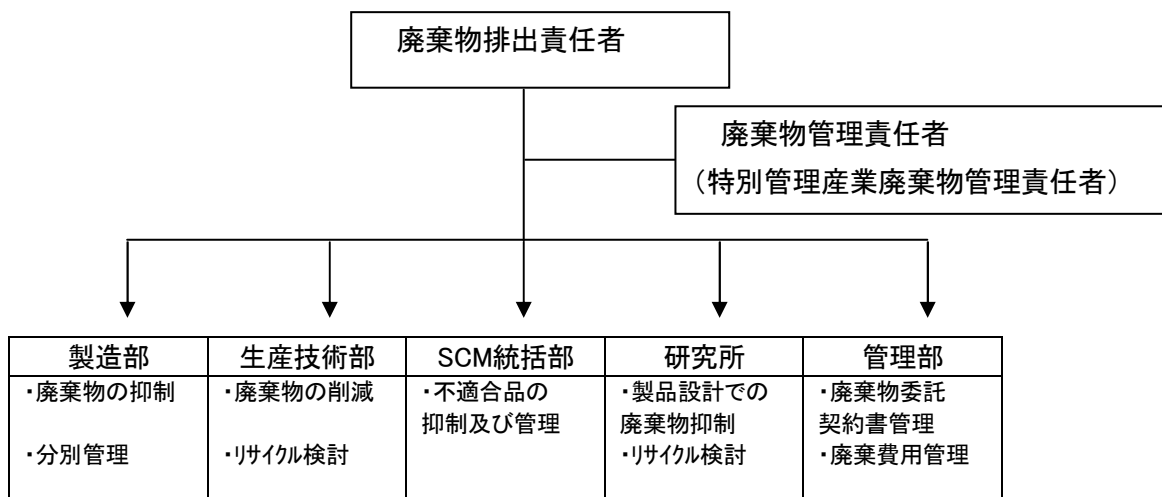 廃棄物排出責任者
廃棄物管理責任者
（特別管理産業廃棄物管理責任者）
製造部
生産技術部
SCM統括部
研究所
管理部
・廃棄物の抑制
・分別管理
・廃棄物の削減
・ﾘｻｲｸﾙ検討
・不適合品の
抑制及び管理
・製品設計での
廃棄物抑制
・ﾘｻｲｸﾙ検討
・廃棄物委託
契約書管理
・廃棄費用管理